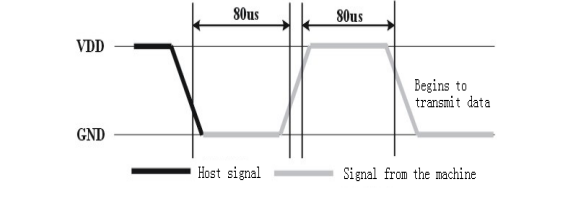 80us
80us
VDD
Begins to
transmit data
GND
Host signal
Signal from the machine